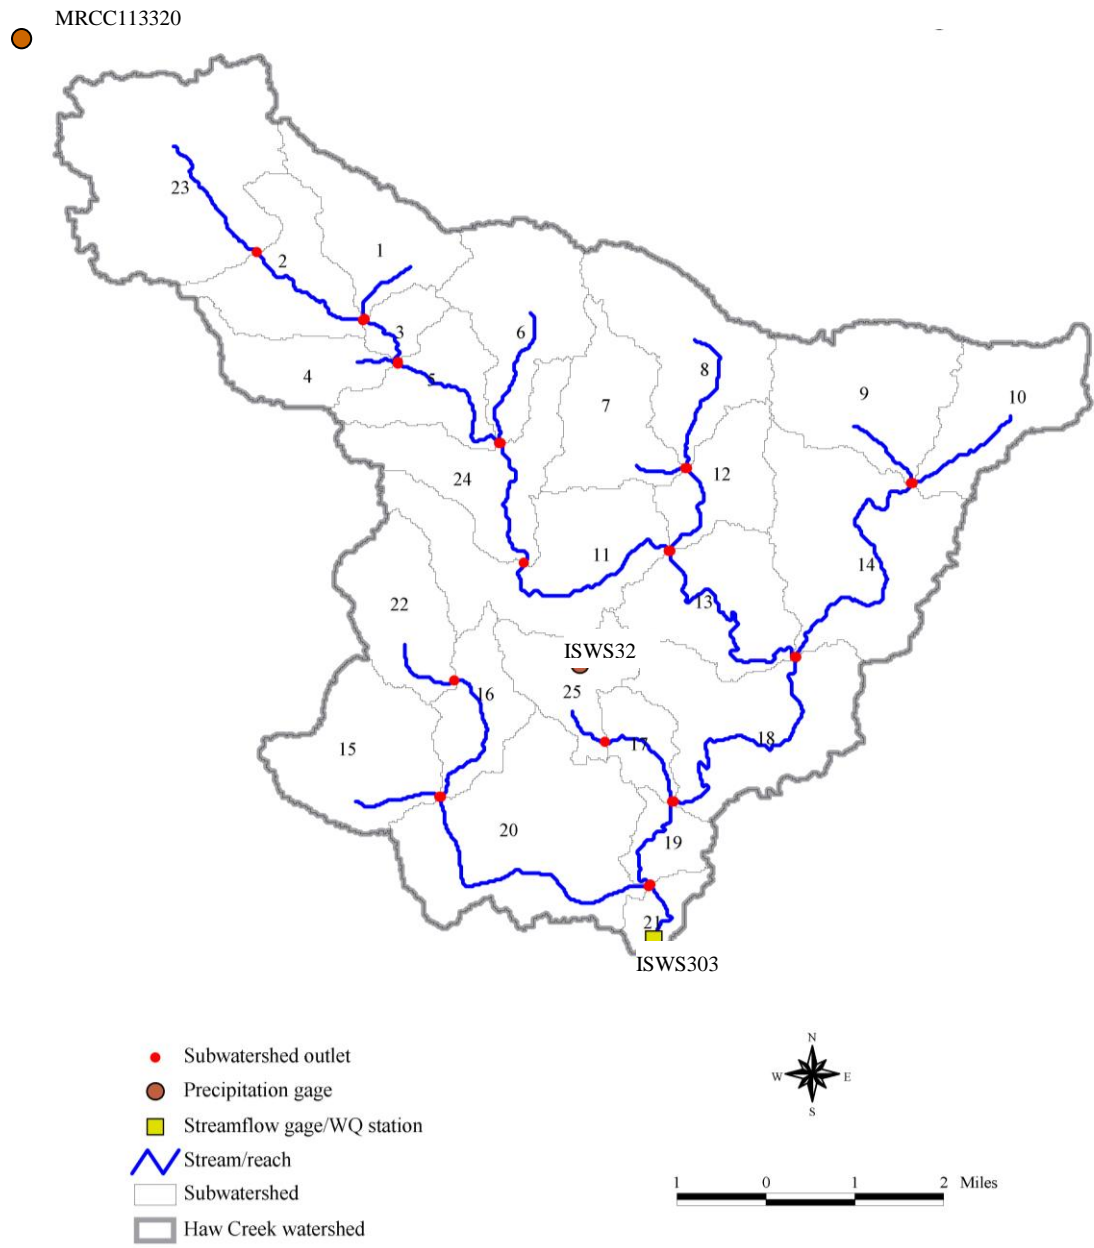 MRCC113320
23
1
2
3
6
4
5
8
9
10
7
24
12
11
14
22
13
ISWS32
16
25
15
17
18
20
19
21
ISWS303
Subwatershed outlet
Precipitation gage
Streamflow gage/WQ station
Stream/reach
Subwatershed
Haw Creek watershed
N
W E
S
1 0 1 2 Miles